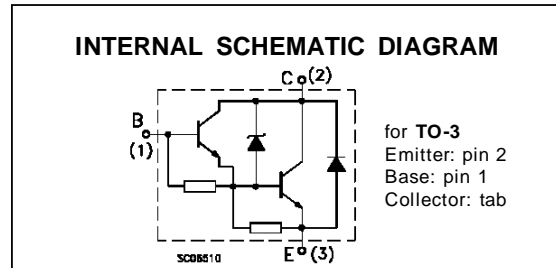 INTERNAL SCHEMATIC DIAGRAM
C (2)
B
(1)
for TO-3
Emitter: pin 2
Base: pin 1
Collector: tab
SC06510
E (3)